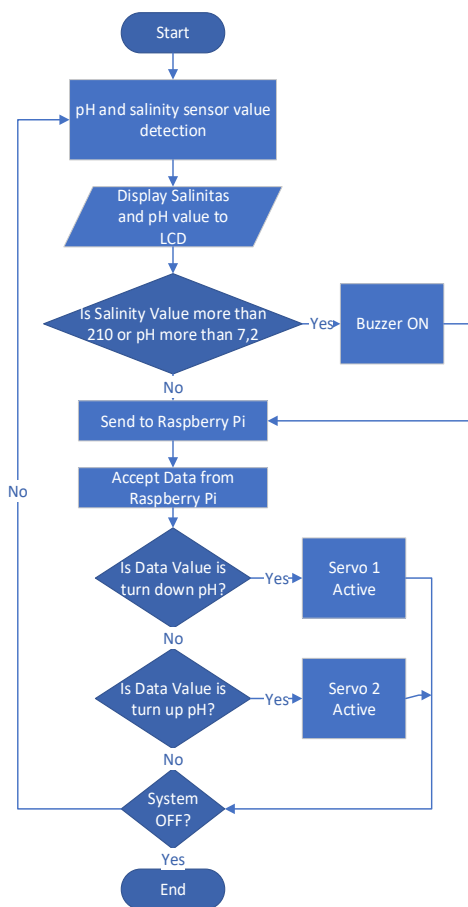 Start
pH and salinity sensor value
detection
Display Salinitas
and pH value to
LCD
Is Salinity Value more than
210 or pH more than 7,2
Yes
Buzzer ON
No
Send to Raspberry Pi
Accept Data from
Raspberry Pi
No
Is Data Value is
turn down pH?
Yes
Servo 1
Active
No
Is Data Value is
turn up pH?
Yes
Servo 2
Active
No
System
OFF?
Yes
End